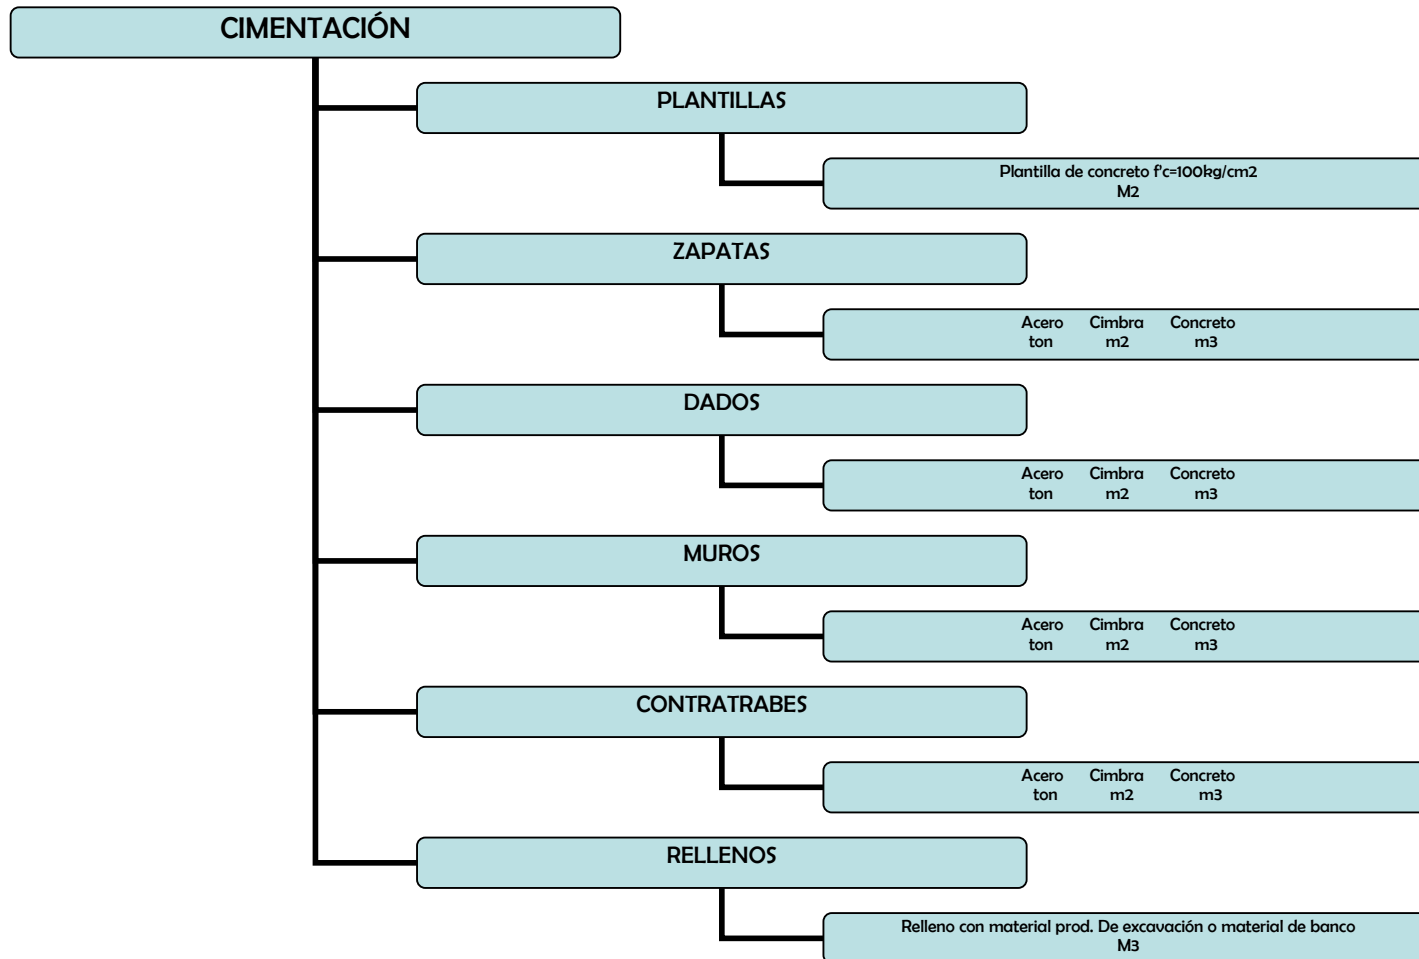 CIMENTACIÓN
PLANTILLAS
Plantilla de concreto f'c=100kg/cm2
M2
ZAPATAS
Acero Cimbra Concreto
ton m2 m3
DADOS
Acero Cimbra Concreto
ton m2 m3
MUROS
Acero Cimbra Concreto
ton m2 m3
CONTRATRABES
Acero Cimbra Concreto
ton m2 m3
RELLENOS
Relleno con material prod. De excavación o material de banco
M3